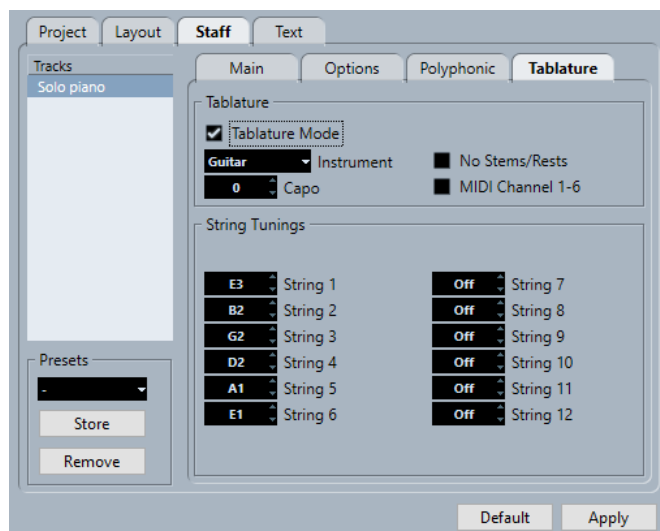 Project Layout Staff Text
Tracks
Solo piano
Main Options Polyphonic Tablature
Tablature
Tablature Mode
Guitar Instrument No Stems/Rests
0 Capo MIDI Channel 1-6
String Tunings
E3 String 1 Off String 7
B2 String 2 Off String 8
G2 String 3 Off String 9
D2 String 4 Off String 10
A1 String 5 Off String 11
E1 String 6 Off String 12
Presets
-
Store
Remove
Default Apply